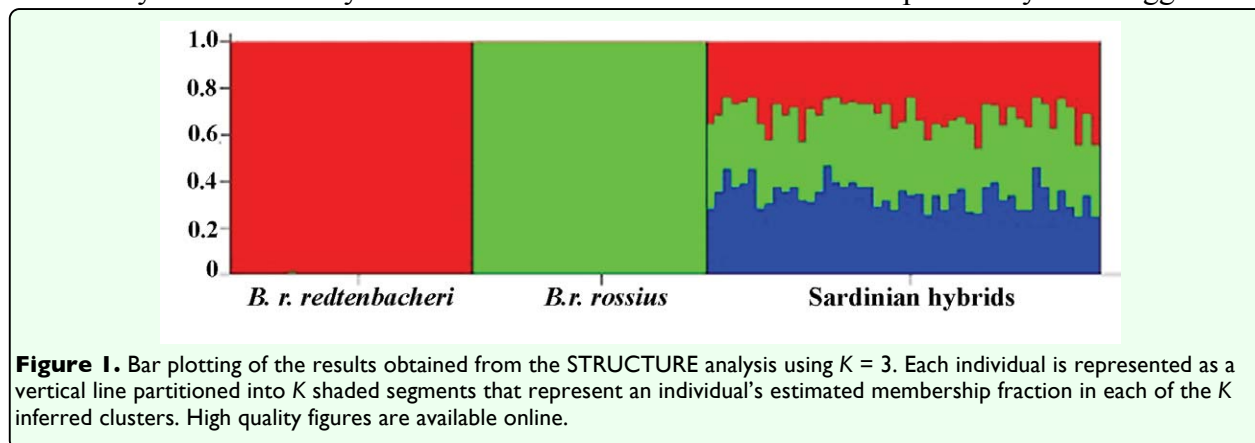 1.0
0.8
0.6
0.4
0.2
0
B. r. redtenbacheri B.r. rossius Sardinian hybrids
Figure 1. Bar plotting of the results obtained from the STRUCTURE analysis using K = 3. Each individual is represented as a
vertical line partitioned into K shaded segments that represent an individual's estimated membership fraction in each of the K
inferred clusters. High quality figures are available online.